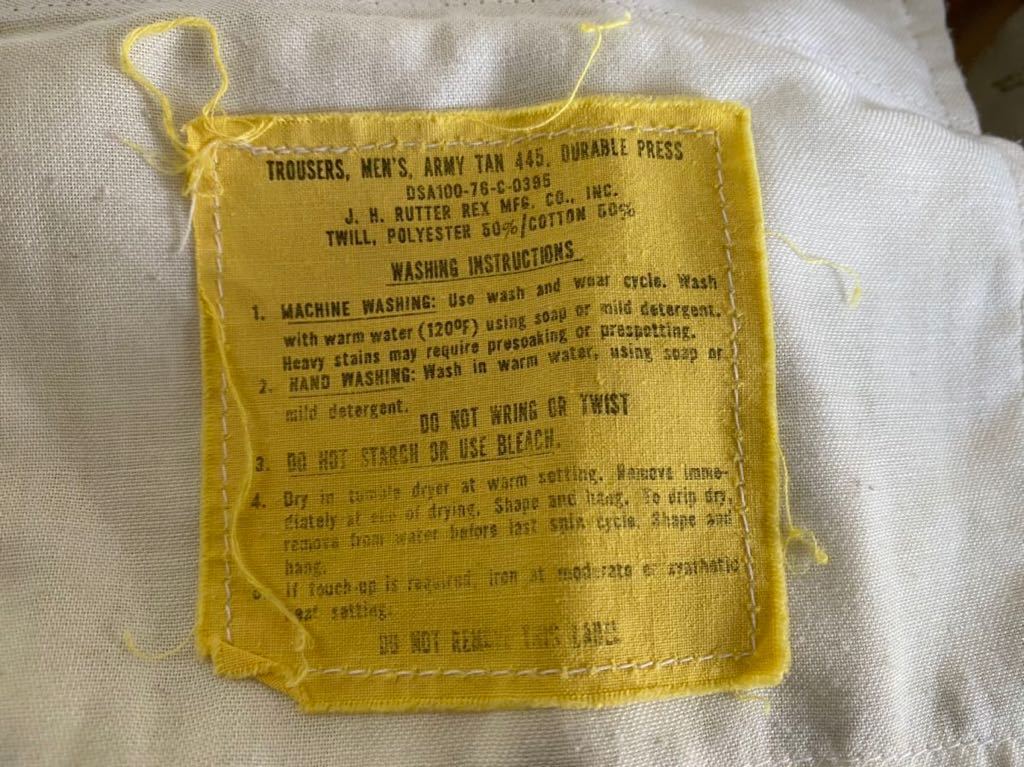 TROUSERS, MEN'S, ARMY TAN 445, DURABLE PRESS
DSA100-76-C-0395
J. H. RUTTER REX MFG. CO., INC.
TWILL, POLYESTER 50%/COTTON 50%
WASHING INSTRUCTIONS
1. MACHINE WASHING: Use wash and wear cycle. Wash
with warm water (120ºF) using soap or mild detergent.
Heavy stains may require presoaking or prespotting.
2. HAND WASHING: Wash in warm water, using soap or
mild detergent.
DO NOT WRING OR TWIST
3. DO NOT STARCH OR USE BLEACH.
4. Dry in tumble dryer at warm setting. Remove imme-
diately at end of drying. Shape and hang. To drip dry,
remove from water before last spin cycle. Shape and
hang.
5. If touch-up is required, iron at moderate or synthetic
heat setting.
DO NOT REMOVE THIS LABEL